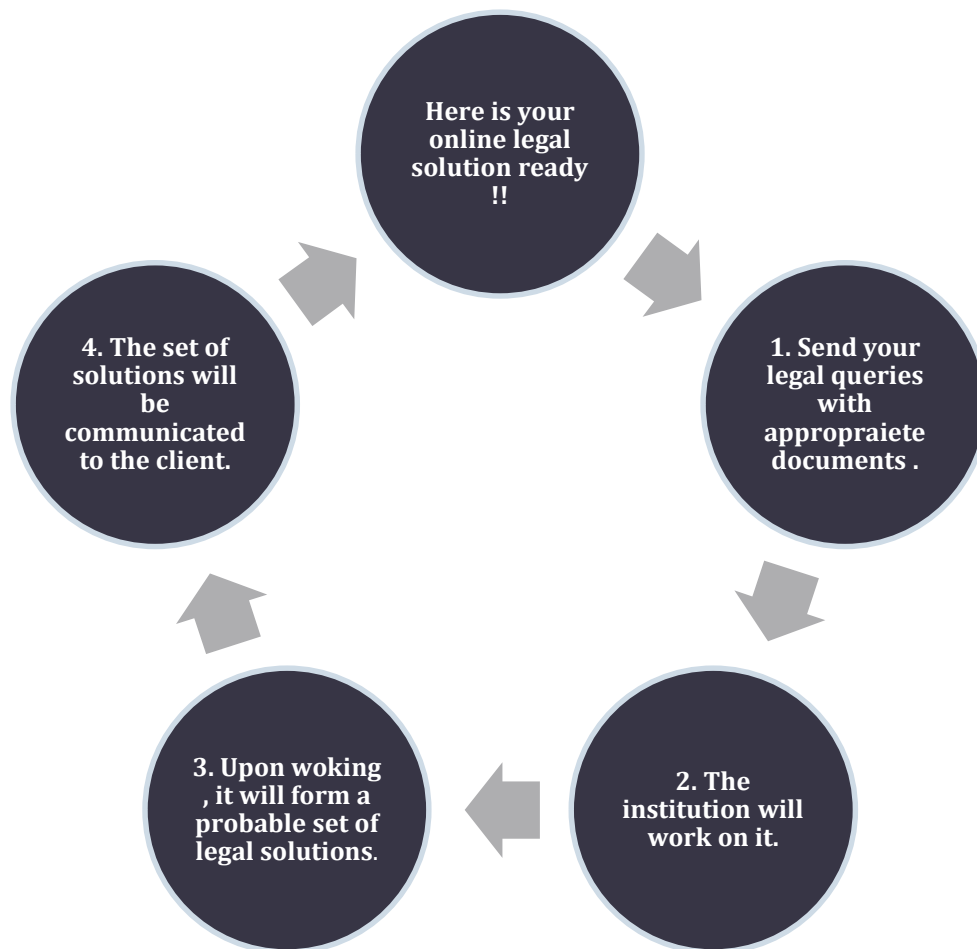 Here is your
online legal
solution ready
!!
1. Send your
legal queries
with
appropraiete
documents .
2. The
institution will
work on it.
3. Upon woking
, it will form a
probable set of
legal solutions.
4. The set of
solutions will
be
communicated
to the client.